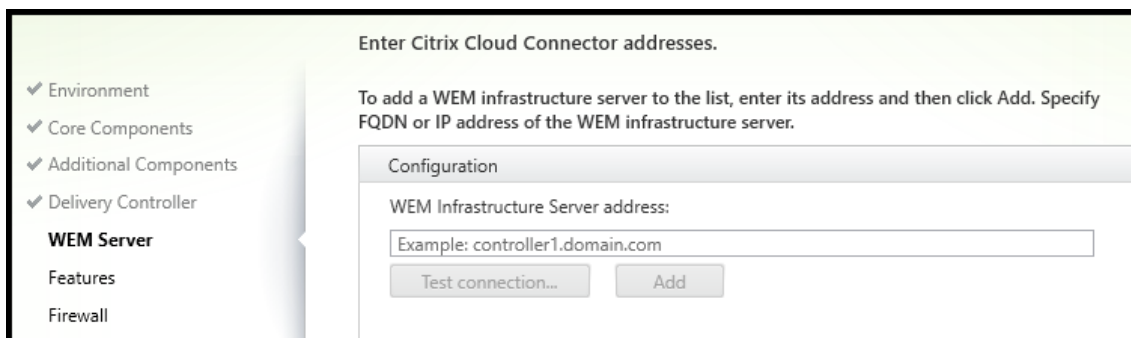 Enter Citrix Cloud Connector addresses.
Environment
Core Components
Additional Components
Delivery Controller
WEM Server
Features
Firewall
To add a WEM infrastructure server to the list, enter its address and then click Add. Specify
FQDN or IP address of the WEM infrastructure server.
Configuration
WEM Infrastructure Server address:
Example: controller1.domain.com
Test connection...
Add